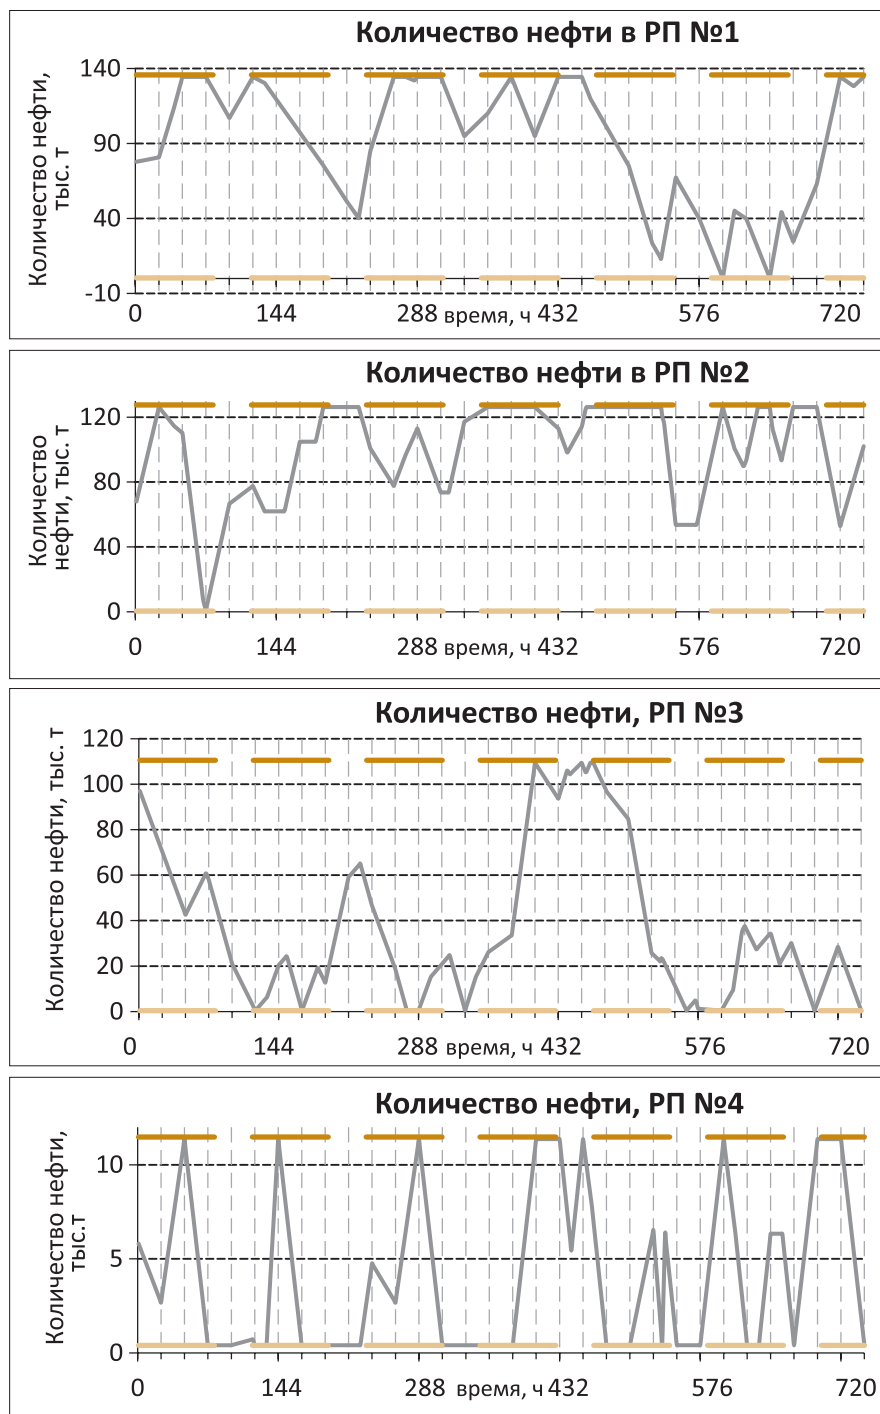 Количество нефти в РП №1
Количество нефти,
тыс. т
140
90
40
-10
0 144 288 время, ч 432 576 720
Количество нефти в РП №2
Количество
нефти, тыс. т
120
80
40
0
0 144 288 время, ч 432 576 720
Количество нефти, РП №3
Количество нефти, тыс. т
120
100
80
60
40
20
0
0 144 288 время, ч 432 576 720
Количество нефти, РП №4
Количество нефти,
тыс.т
10
5
0
0 144 288 время, ч 432 576 720